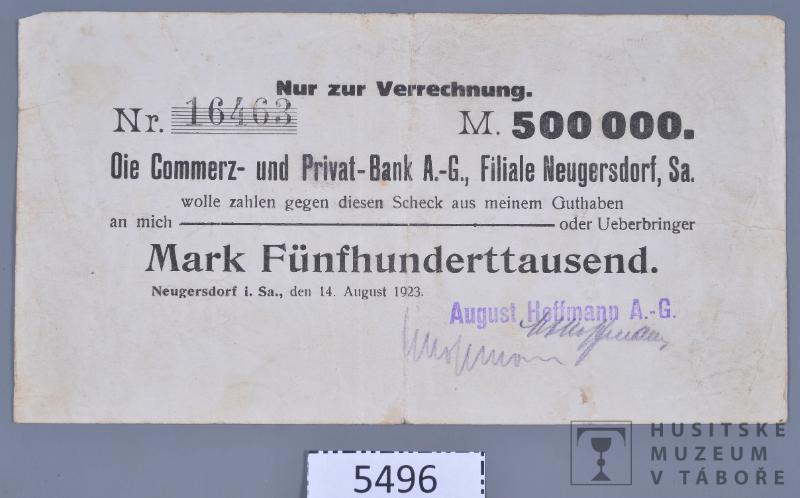 Nur zur Verrechnung.
Nr. 16463 M. 500 000.
Die Commerz- und Privat-Bank A.-G., Filiale Neugersdorf, Sa.
wolle zahlen gegen diesen Scheck aus meinem Guthaben
an mich oder Ueberbringer
Mark Fünfhunderttausend.
Neugersdorf i. Sa., den 14. August 1923.
August Hoffmann A.-G.
5496
HUSITSKÉ
MUZEUM
V TÁBOŘE